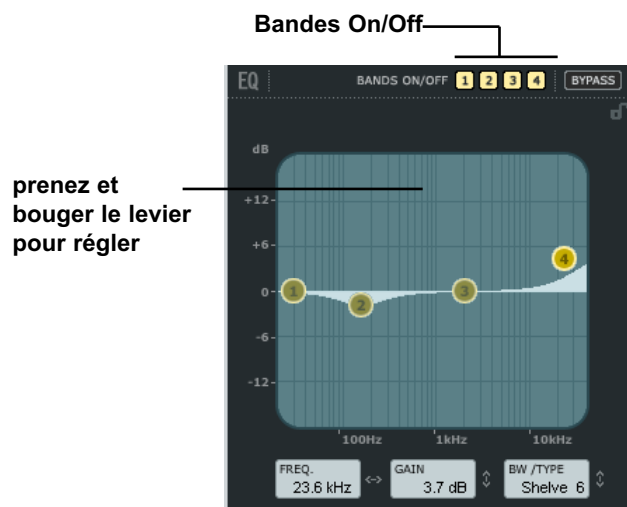 Bandes On/Off
EQ
BANDS ON/OFF 1 2 3 4 BYPASS
dB
prenez et
bouger le levier
pour régler
+12
+6
0
-6
-12
1
2
3
4
100Hz 1kHz 10kHz
FREQ. GAIN BW /TYPE
23.6 kHz 3.7 dB Shelve 6